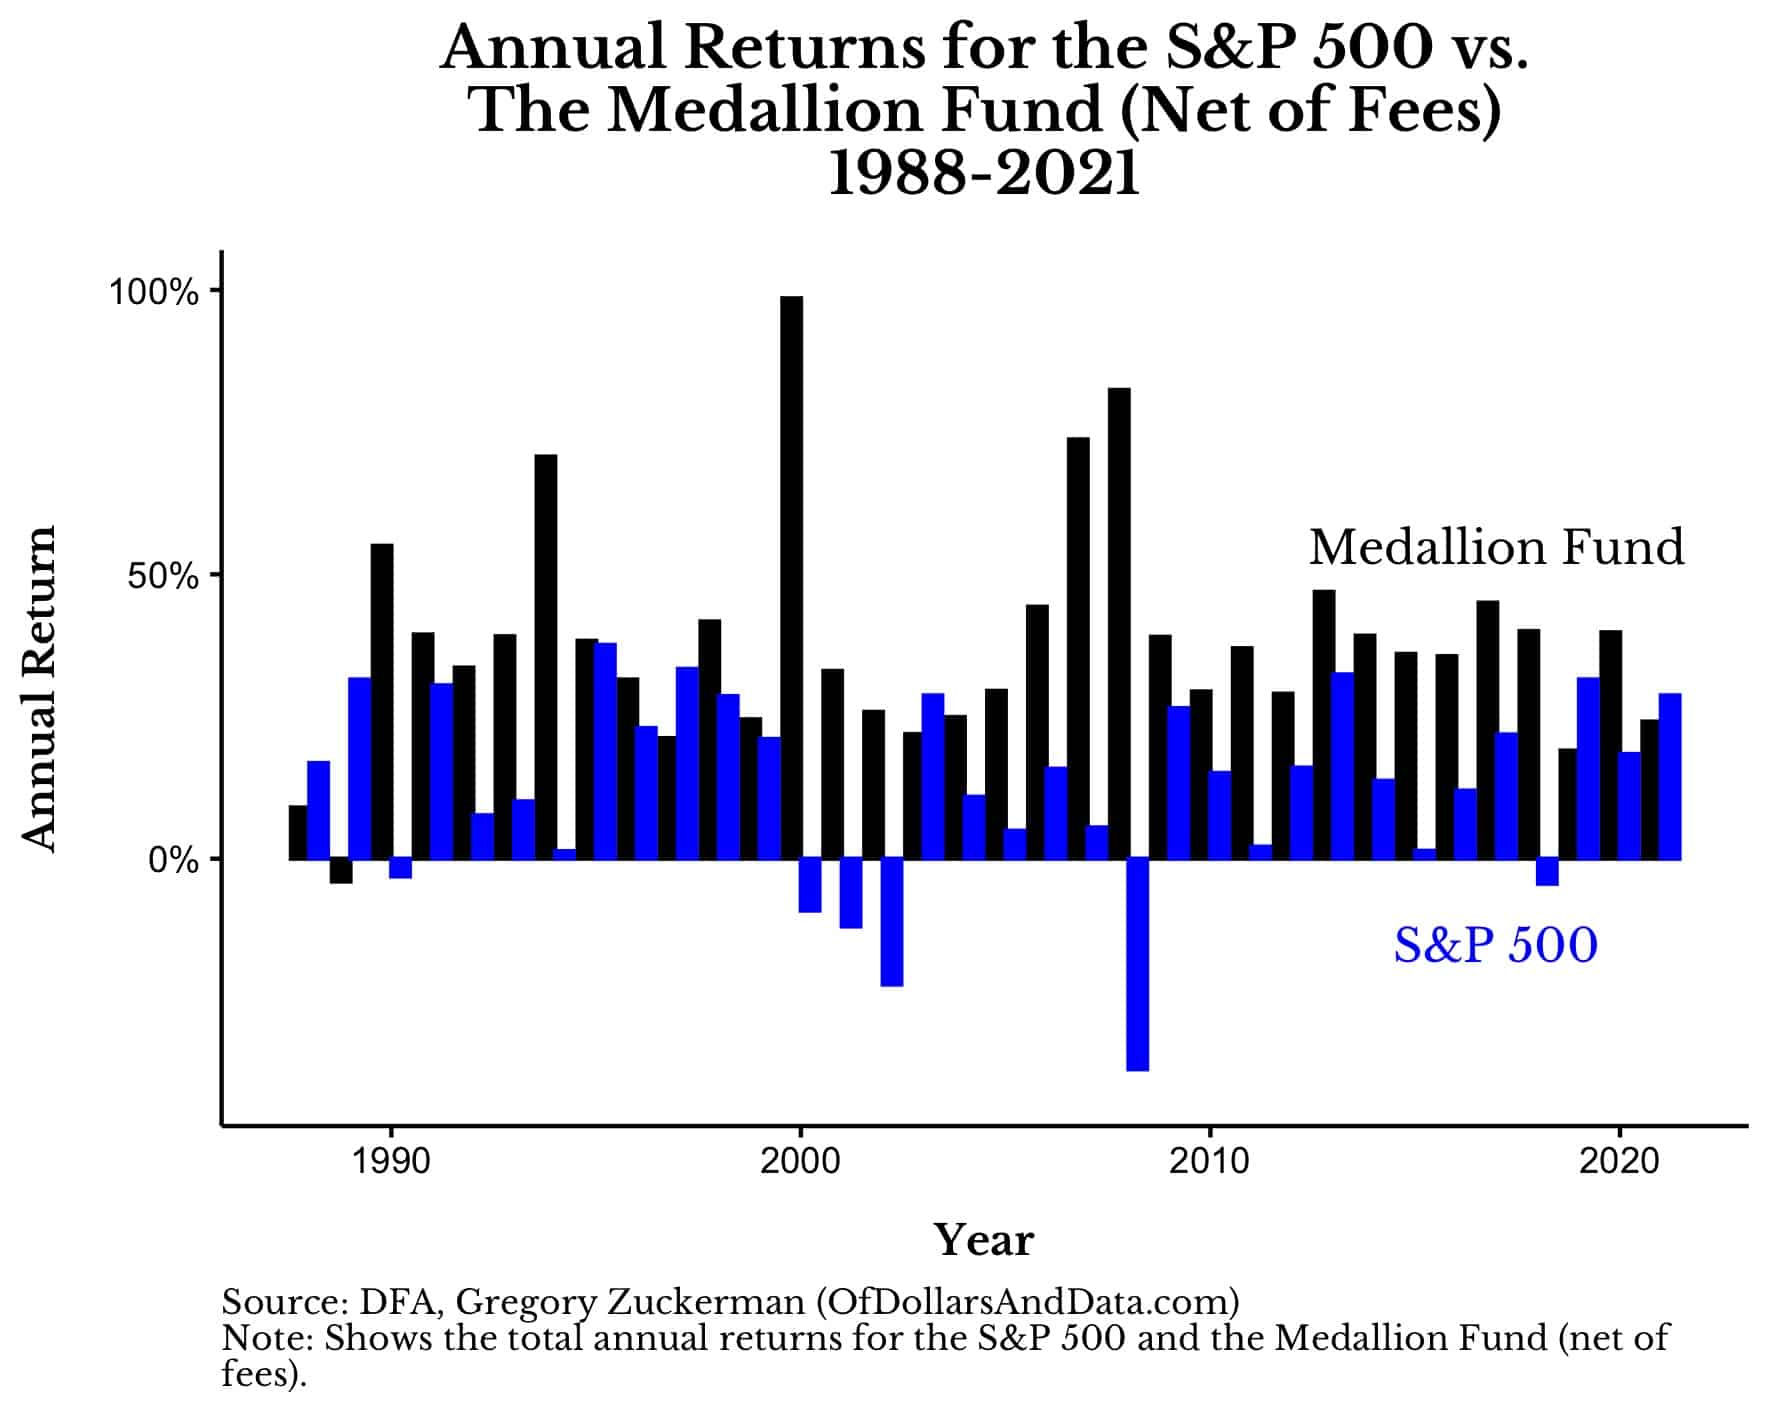 Annual Returns for the S&P 500 vs.
The Medallion Fund (Net of Fees)
1988-2021
100%
50%
0%
Annual Return
Medallion Fund
S&P 500
1990
2000
2010
2020
Year
Source: DFA, Gregory Zuckerman (OfDollarsAndData.com)
Note: Shows the total annual returns for the S&P 500 and the Medallion Fund (net of
fees).